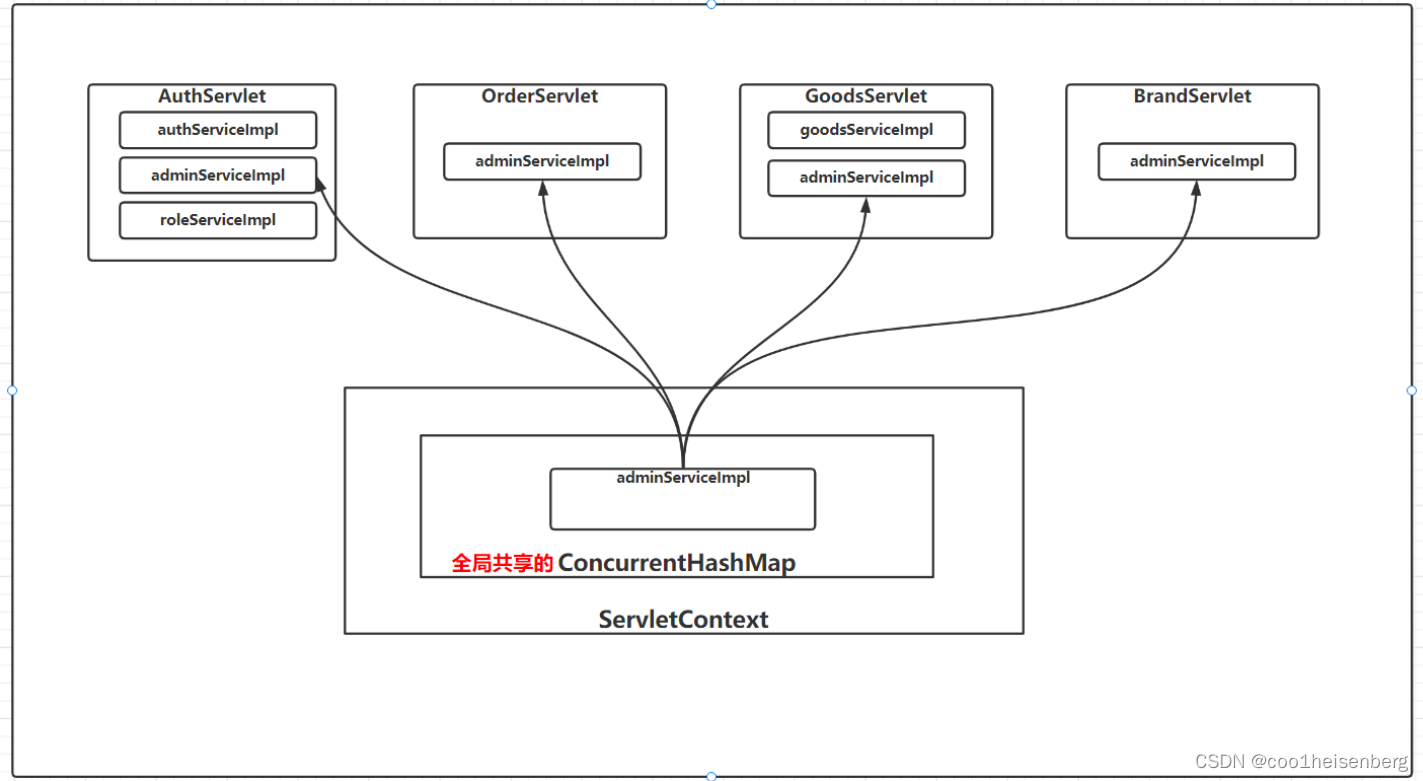 AuthServlet
authServiceImpl
adminServiceImpl
roleServiceImpl
OrderServlet
adminServiceImpl
GoodsServlet
goodsServiceImpl
adminServiceImpl
BrandServlet
adminServiceImpl
adminServiceImpl
全局共享的 ConcurrentHashMap
ServletContext
CSDN @coo1heisenberg